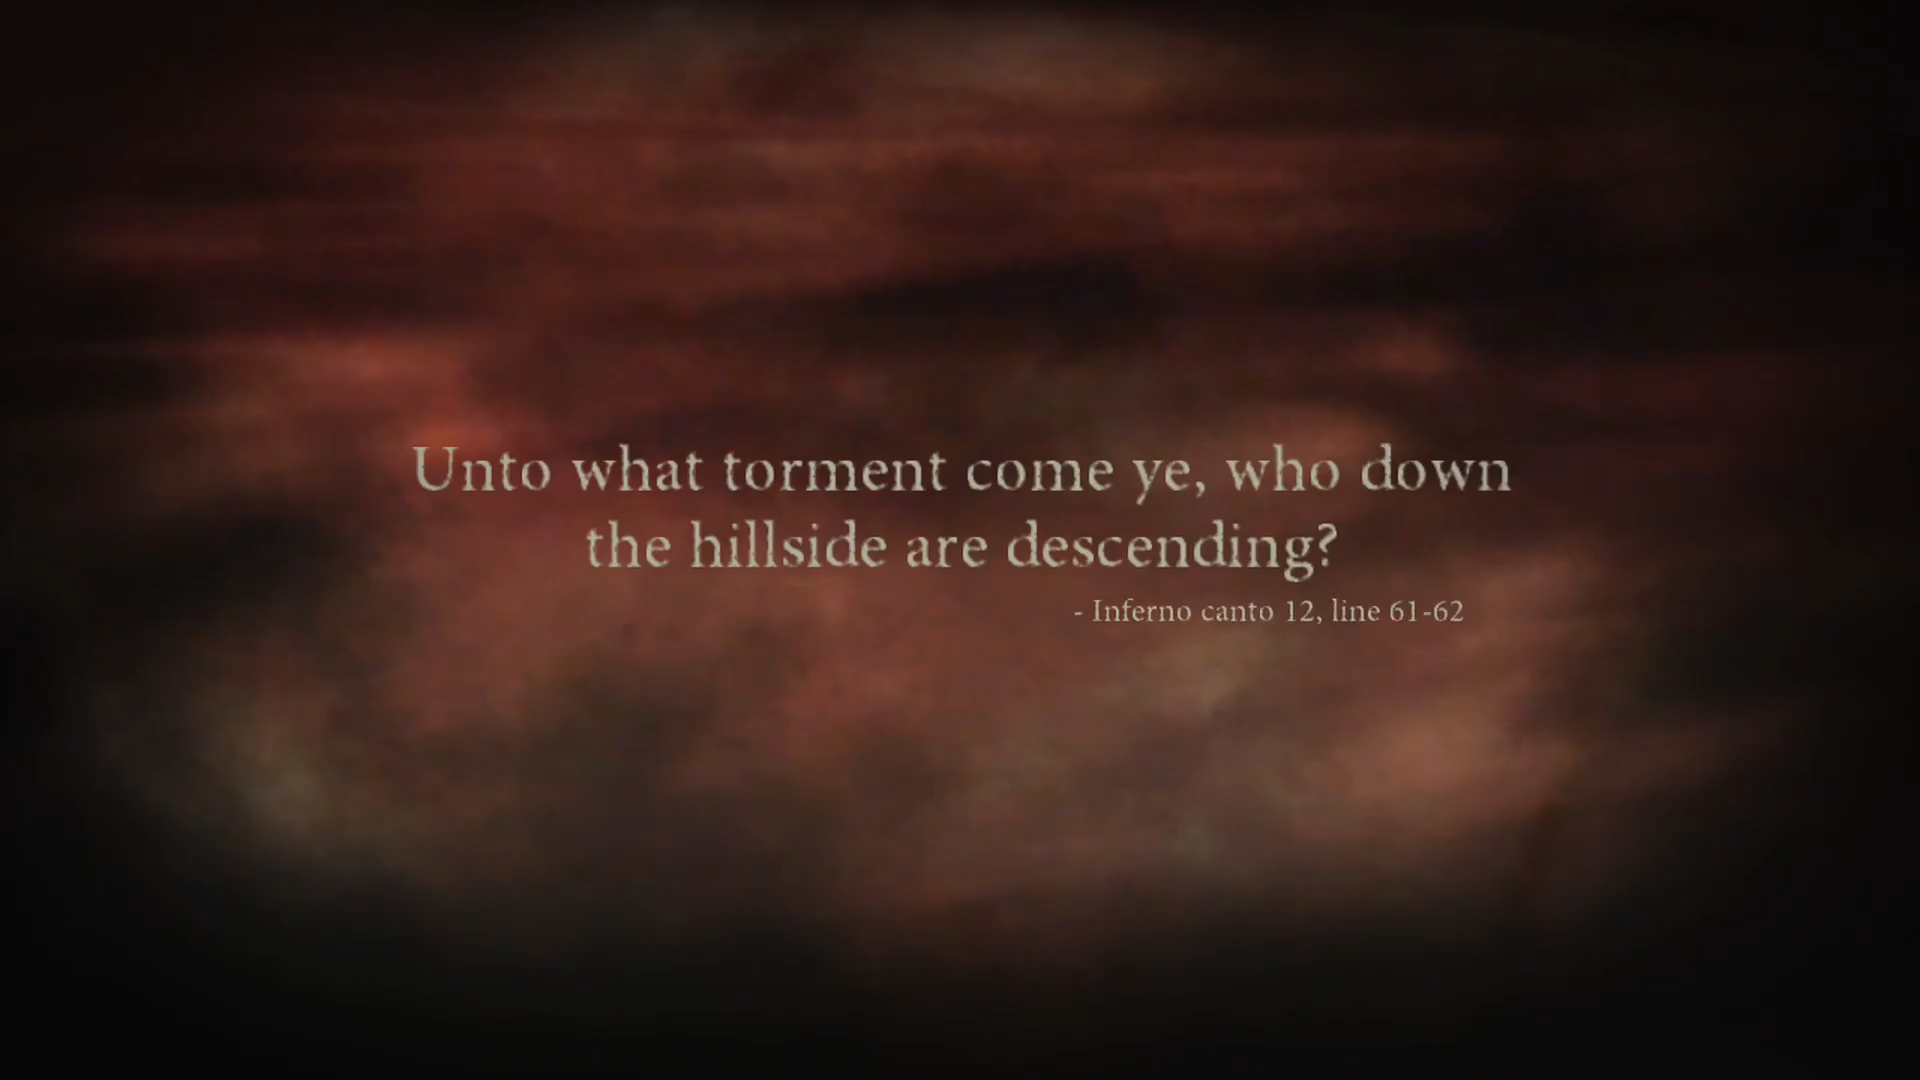 Unto what torment come ye, who down
the hillside are descending?
- Inferno canto 12, line 61-62